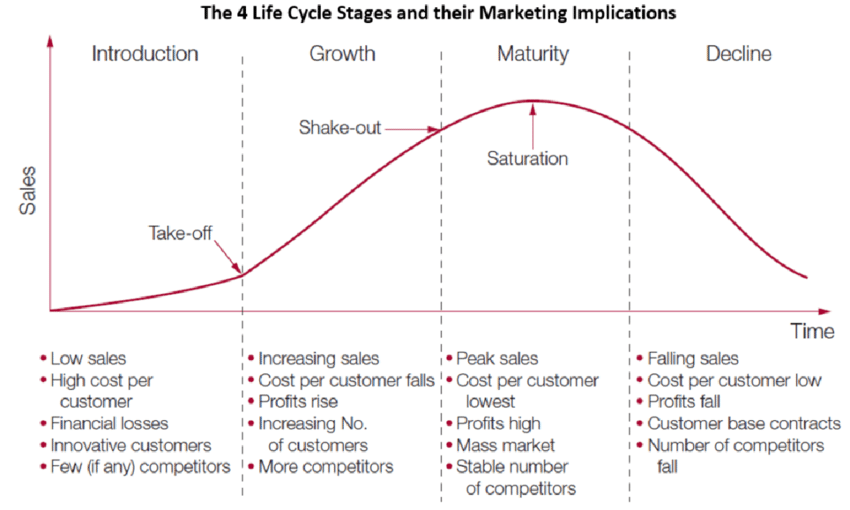 The 4 Life Cycle Stages and their Marketing Implications
Introduction
Growth
Maturity
Decline
Shake-out
Saturation
Take-off
Sales
Time
• Low sales
• High cost per
customer
• Financial losses
• Innovative customers
• Few (if any) competitors
• Increasing sales
• Cost per customer falls
• Profits rise
• Increasing No.
of customers
• More competitors
• Peak sales
• Cost per customer
lowest
• Profits high
• Mass market
• Stable number
of competitors
• Falling sales
• Cost per customer low
• Profits fall
• Customer base contracts
• Number of competitors
fall